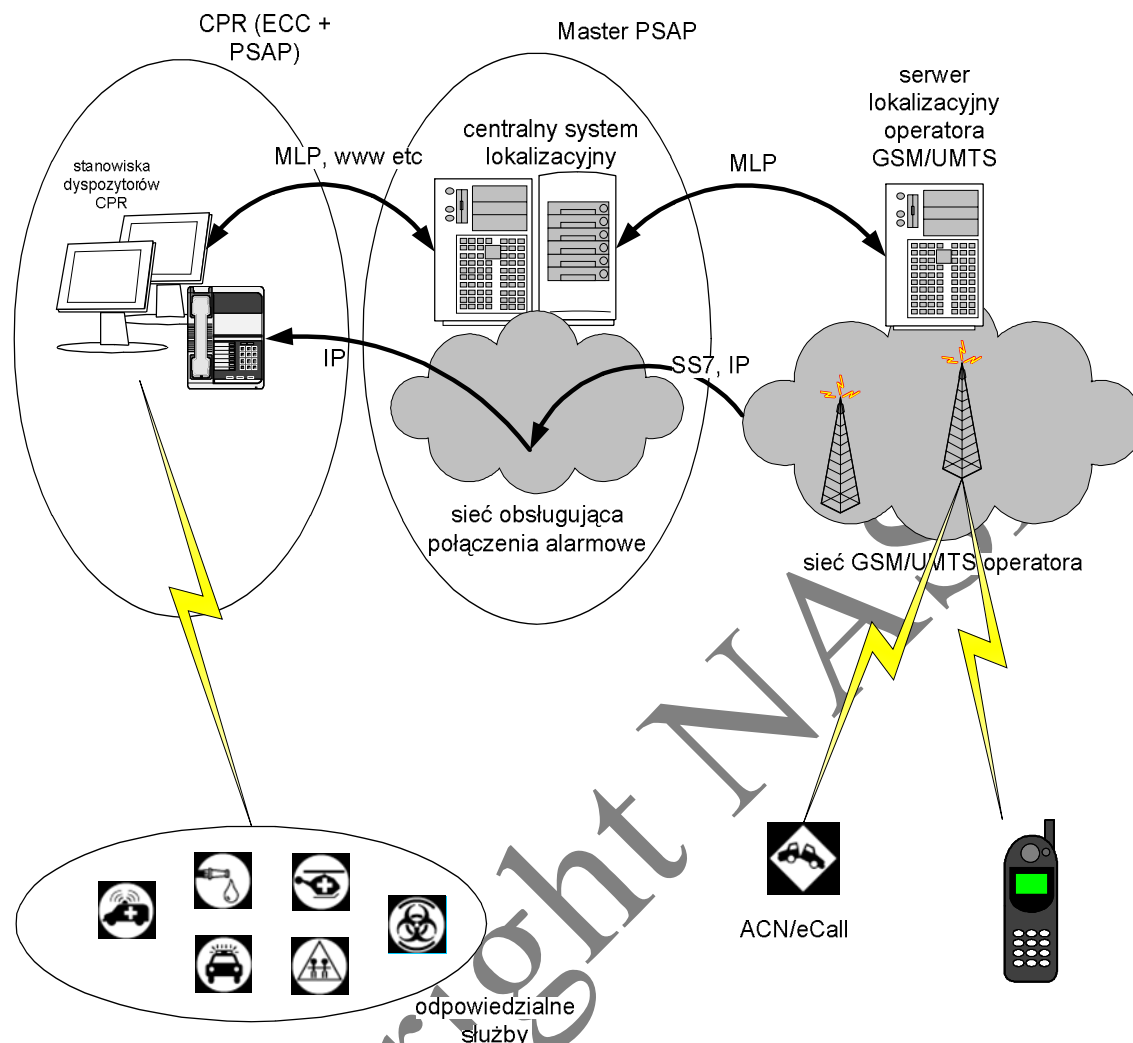 CPR (ECC +
PSAP)
Master PSAP
serwer
lokalizacyjny
operatora
GSM/UMTS
centralny system
lokalizacyjny
MLP, www etc
MLP
stanowiska
dyspozytorów
CPR
IP
SS7, IP
sieć obsługująca
połączenia alarmowe
sieć GSM/UMTS operatora
ACN/eCall
odpowiedzialne
służby